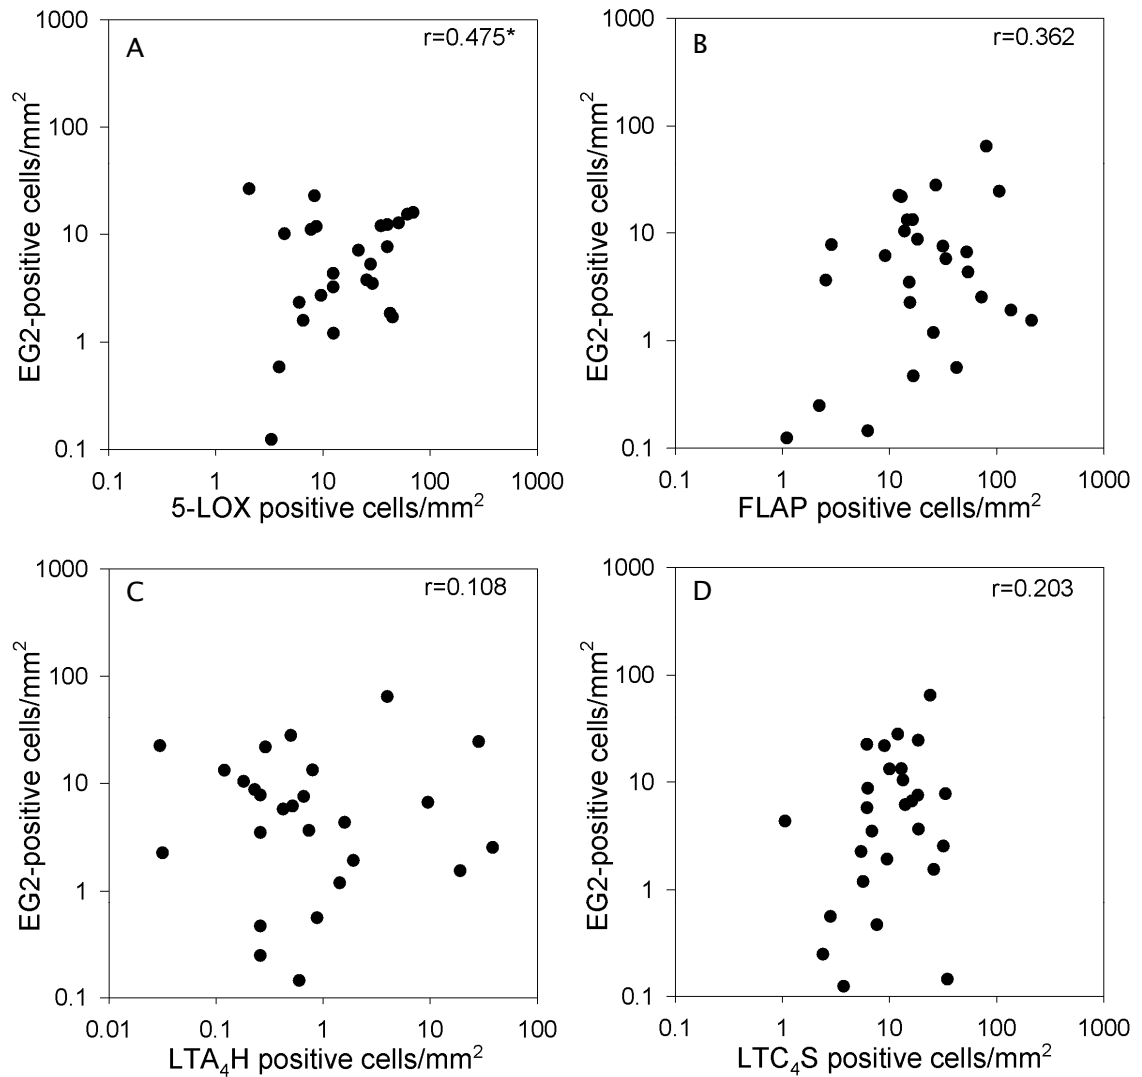 1000
A
r=0.475*
100
10
1
0.1
EG2-positive cells/mm²
0.1 1 10 100 1000
5-LOX positive cells/mm²
1000
B
r=0.362
100
10
1
0.1
EG2-positive cells/mm²
0.1 1 10 100 1000
FLAP positive cells/mm²
1000
C
r=0.108
100
10
1
0.1
EG2-positive cells/mm²
0.01 0.1 1 10 100
LTA₄H positive cells/mm²
1000
D
r=0.203
100
10
1
0.1
EG2-positive cells/mm²
0.1 1 10 100 1000
LTC₄S positive cells/mm²